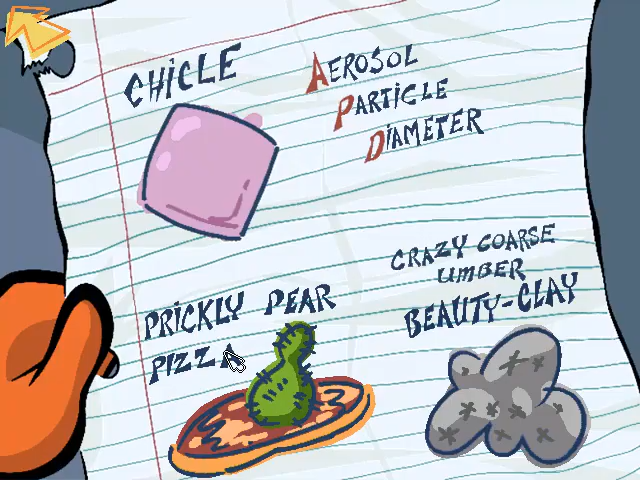 CHICLE
AEROSOL
PARTICLE
DIAMETER
CRAZY COARSE
UMBER
BEAUTY-CLAY
PRICKLY PEAR
PIZZA